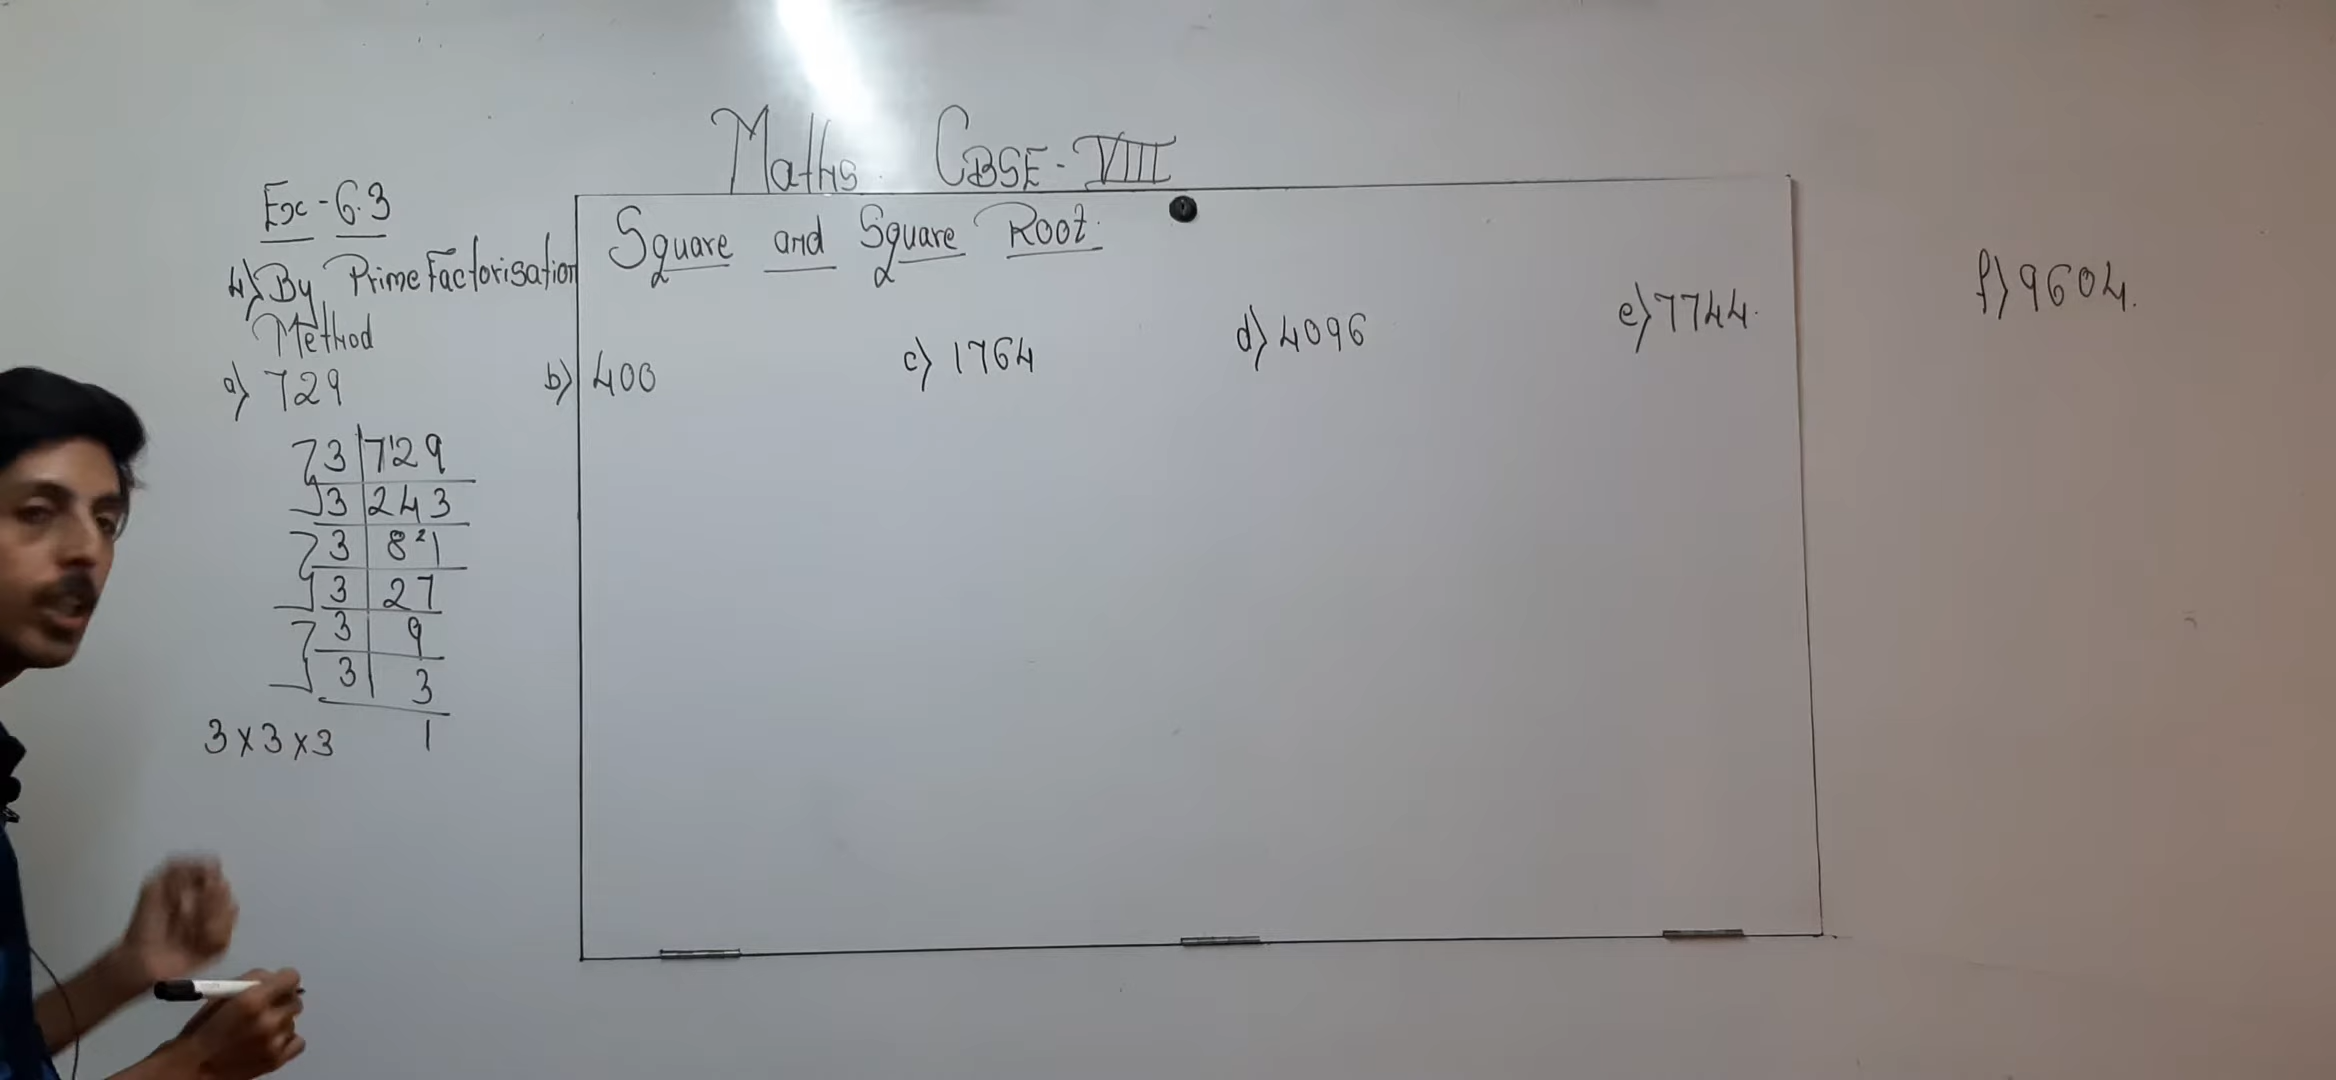 Maths. CBSE-VIII
Ex-6.3
Square and Square Root.
4) By Prime Factorisation
Method
a) 729
b) 400
c) 1764
d) 4096
e) 7744.
f) 9604.
3 729
3 243
3 81
3 27
3 9
3 3
1
3 x 3 x 3